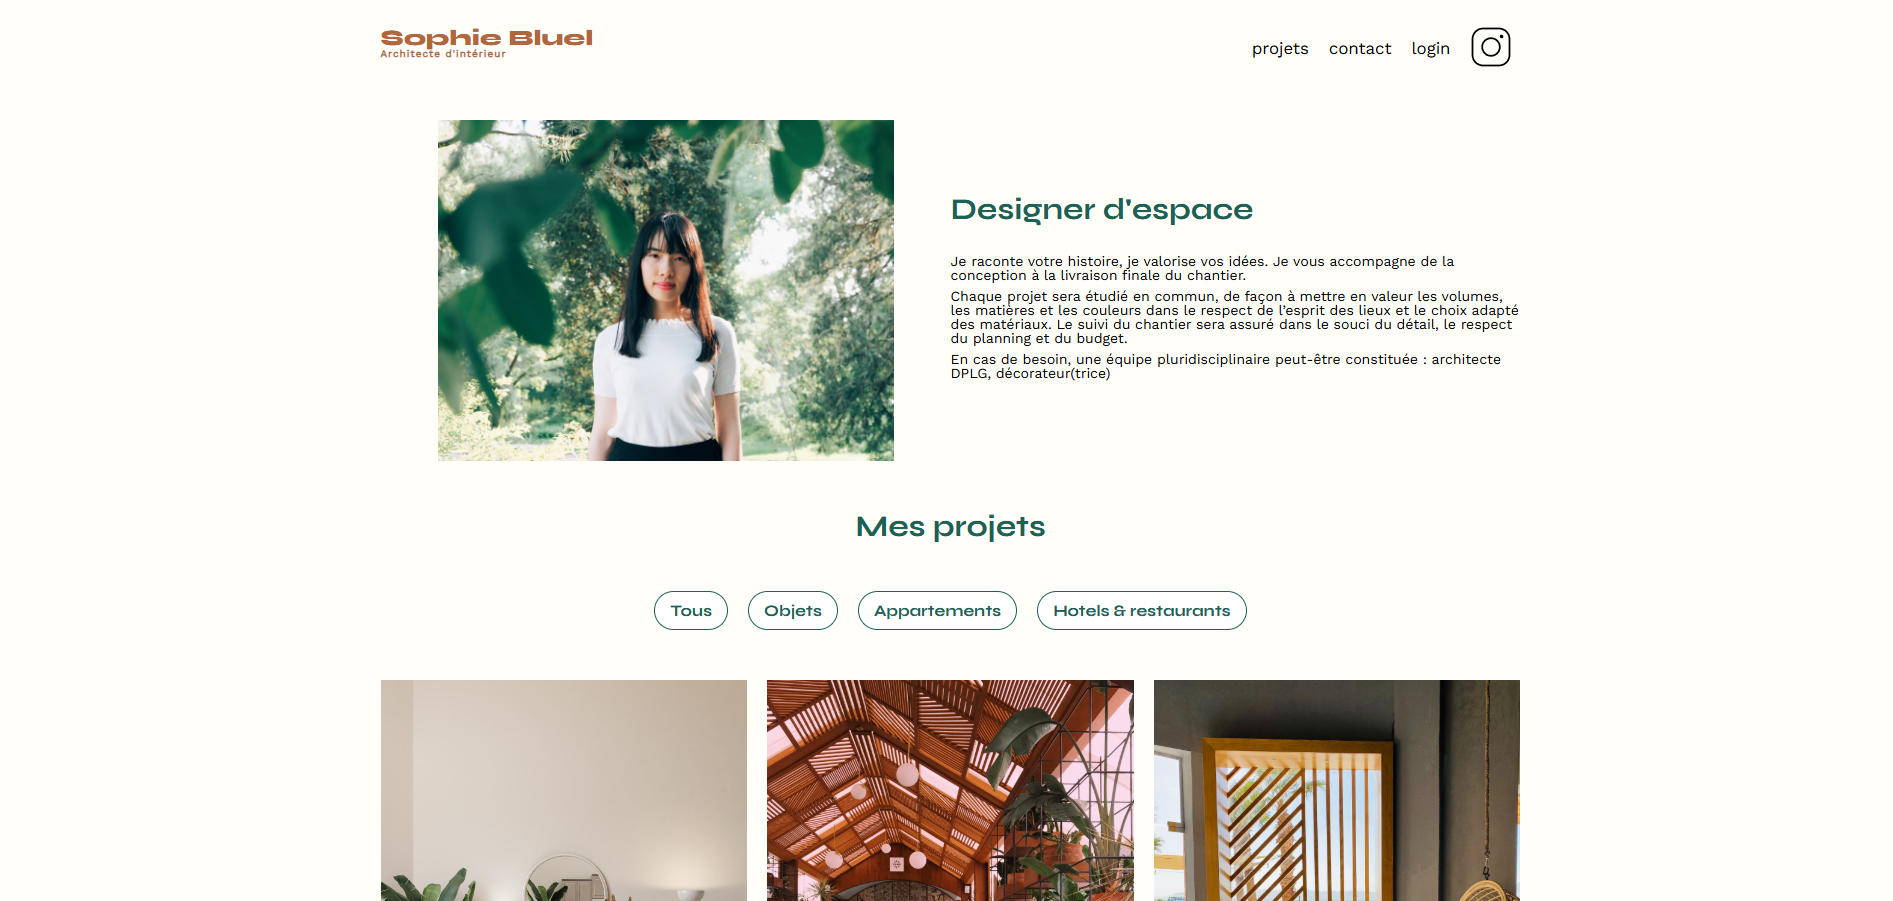 Sophie Bluel
Architecte d'intérieur
projets contact login
Designer d'espace
Je raconte votre histoire, je valorise vos idées. Je vous accompagne de la
conception à la livraison finale du chantier.
Chaque projet sera étudié en commun, de façon à mettre en valeur les volumes,
les matières et les couleurs dans le respect de l’esprit des lieux et le choix adapté
des matériaux. Le suivi du chantier sera assuré dans le souci du détail, le respect
du planning et du budget.
En cas de besoin, une équipe pluridisciplinaire peut-être constituée : architecte
DPLG, décorateur(trice)
Mes projets
Tous Objets Appartements Hotels & restaurants